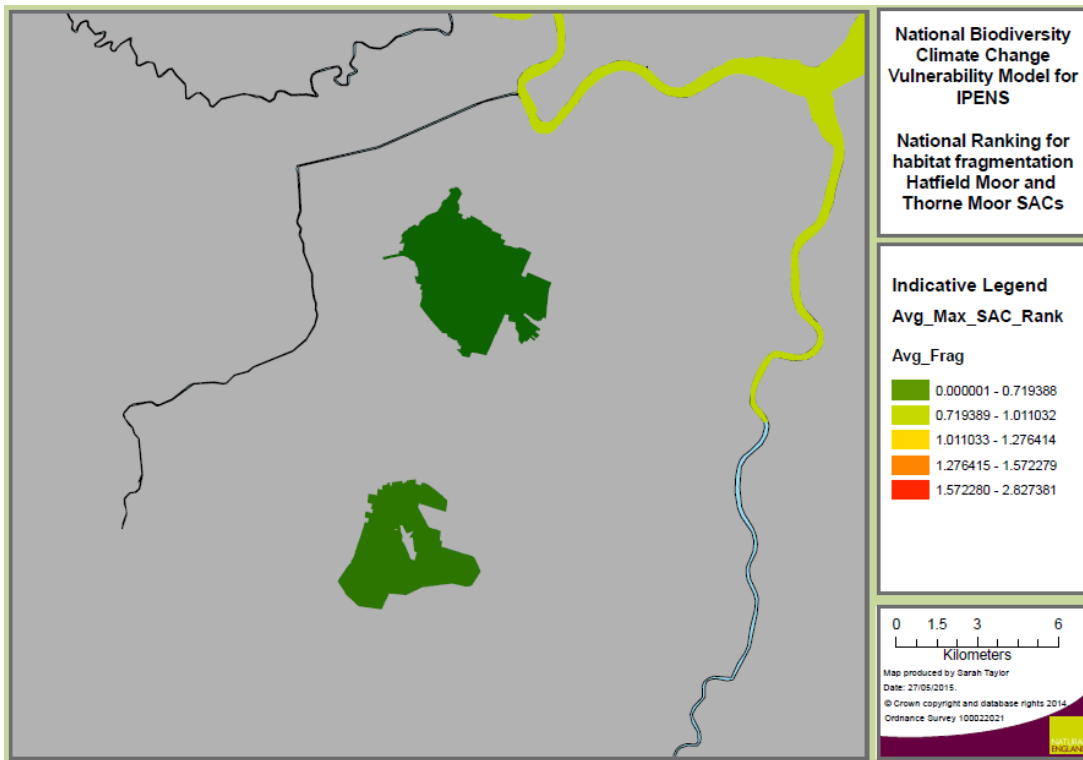 National Biodiversity
Climate Change
Vulnerability Model for
IPENS
National Ranking for
habitat fragmentation
Hatfield Moor and
Thorne Moor SACs
Indicative Legend
Avg_Max_SAC_Rank
Avg_Frag
0.000001 - 0.719388
0.719389 - 1.011032
1.011033 - 1.276414
1.276415 - 1.572279
1.572280 - 2.827381
0 1.5 3 6
Kilometers
Map produced by Sarah Taylor
Date: 27/05/2015.
© Crown copyright and database rights 2014
Ordnance Survey 100022021
NATURAL
ENGLAND